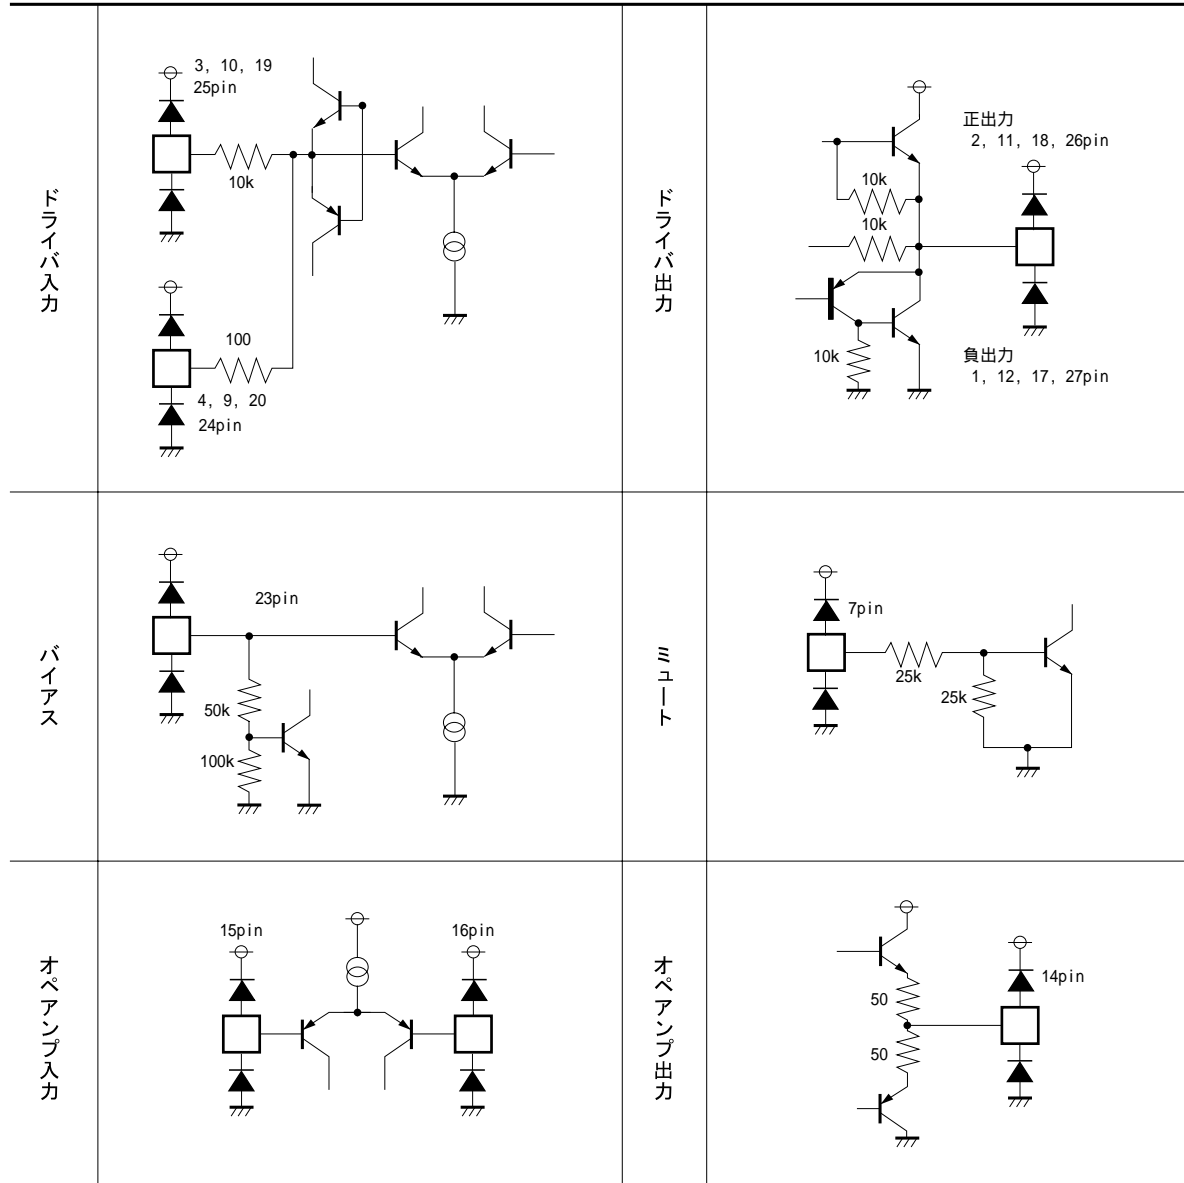 ドライバ入力
3, 10, 19
25pin
10k
100
4, 9, 20
24pin
ドライバ出力
正出力
2, 11, 18, 26pin
10k
10k
10k
負出力
1, 12, 17, 27pin
バイアス
23pin
50k
100k
ミュート
7pin
25k
25k
オペアンプ入力
15pin
16pin
オペアンプ出力
14pin
50
50